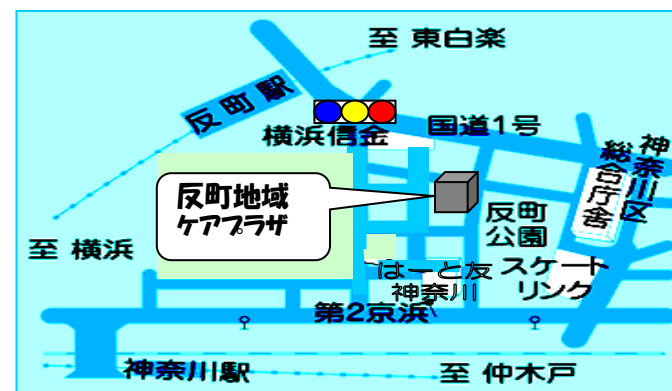 至 東白楽
反町駅
横浜信金
国道1号
神奈川区
総合庁舎
反町地域
ケアプラザ
反町
公園
至 横浜
はーと友
神奈川
スケート
リンク
第2京浜
神奈川駅
至 仲木戸